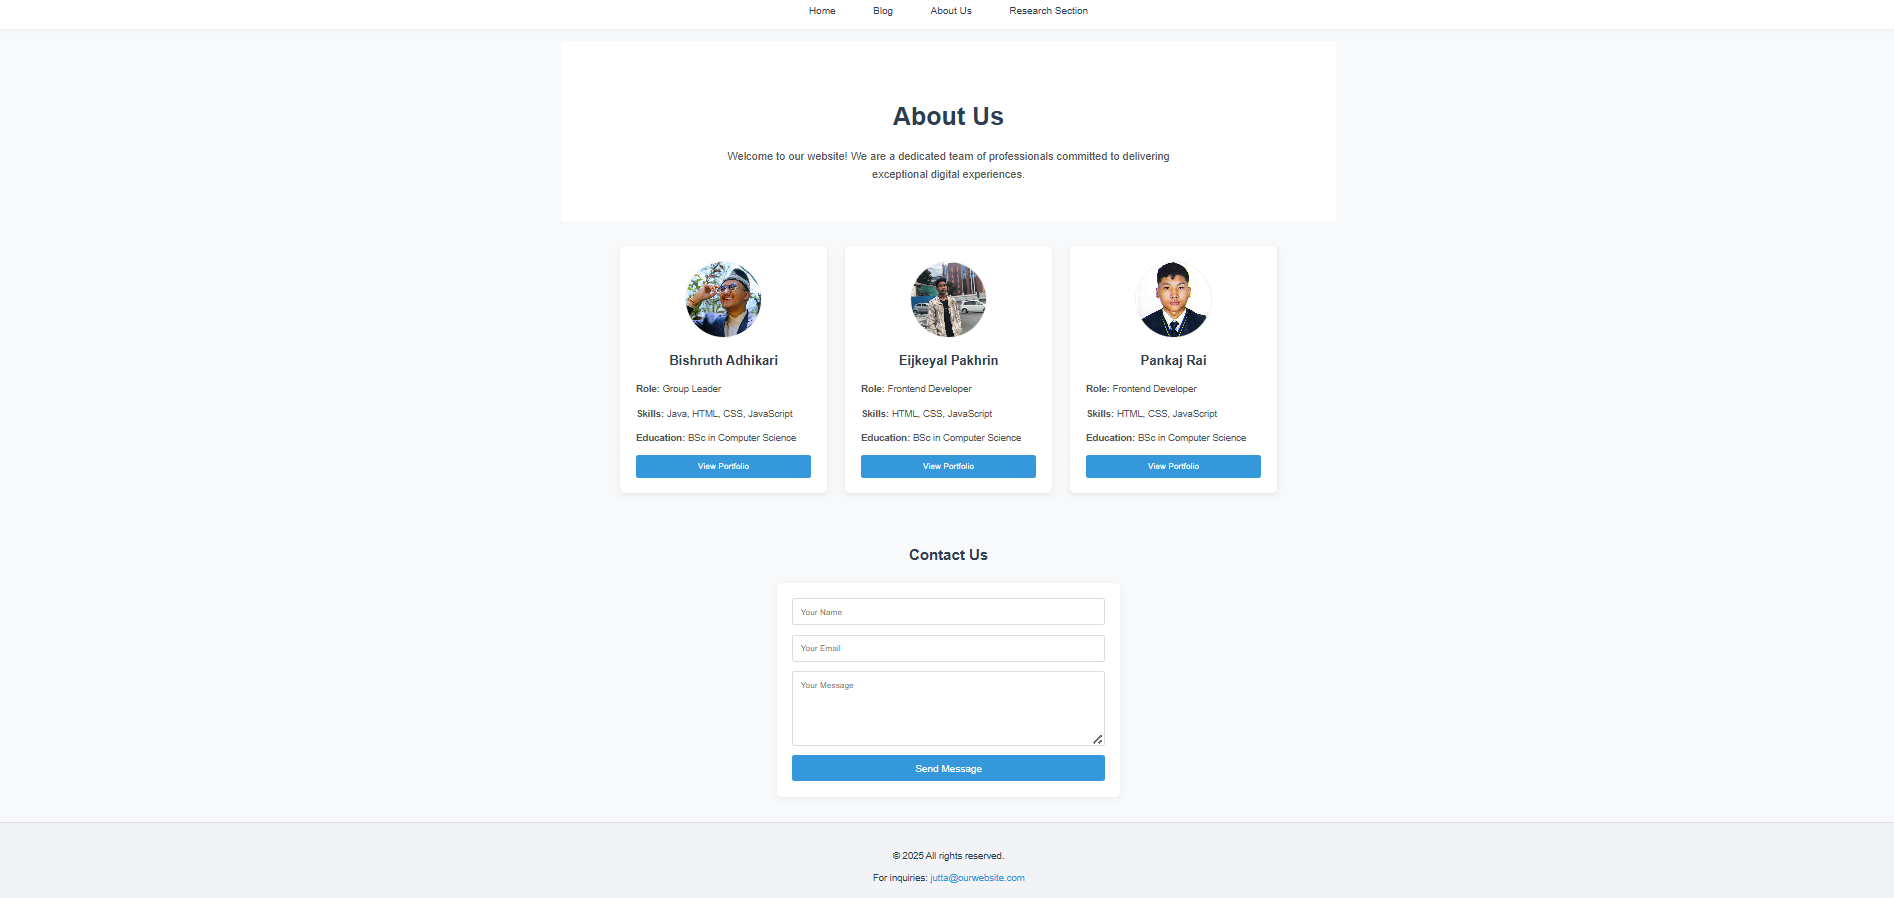 Home Blog About Us Research Section
About Us
Welcome to our website! We are a dedicated team of professionals committed to delivering
exceptional digital experiences.
Bishruth Adhikari
Role: Group Leader
Skills: Java, HTML, CSS, JavaScript
Education: BSc in Computer Science
View Portfolio
Eijkeyal Pakhrin
Role: Frontend Developer
Skills: HTML, CSS, JavaScript
Education: BSc in Computer Science
View Portfolio
Pankaj Rai
Role: Frontend Developer
Skills: HTML, CSS, JavaScript
Education: BSc in Computer Science
View Portfolio
Contact Us
Your Name
Your Email
Your Message
Send Message
© 2025 All rights reserved.
For inquiries: jutta@ourwebsite.com